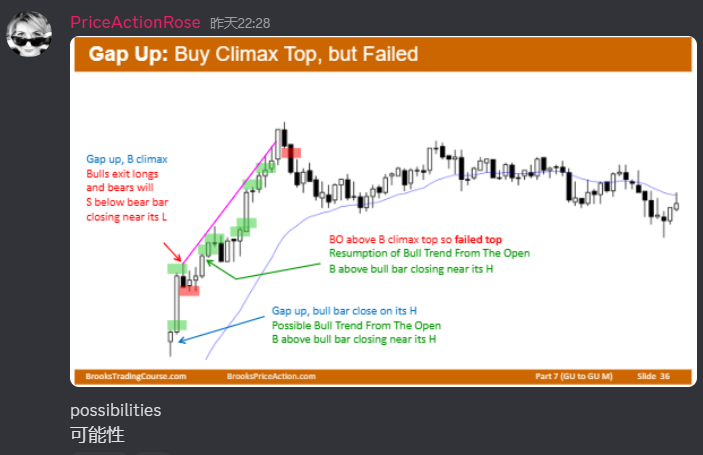 PriceActionRose 昨天22:28
Gap Up: Buy Climax Top, but Failed
Gap up, B climax
Bulls exit longs
and bears will
S below bear bar
closing near its L
BO above B climax top so failed top
Resumption of Bull Trend From The Open
B above bull bar closing near its H
Gap up, bull bar close on its H
Possible Bull Trend From The Open
B above bull bar closing near its H
BrooksTradingCourse.com BrooksPriceAction.com Part 7 (GU to GU M) Slide 36
possibilities
可能性